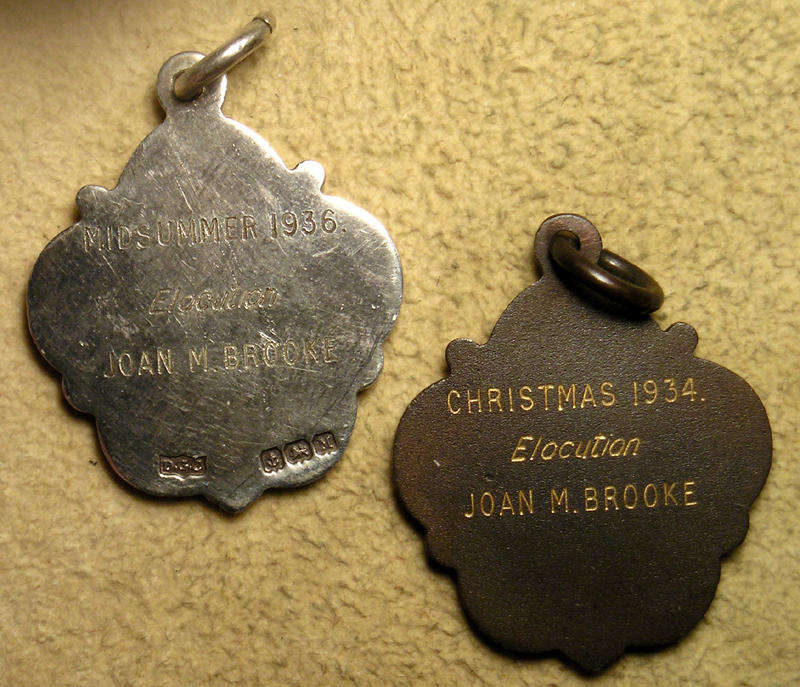 MIDSUMMER 1936.
Elocution
JOAN M. BROOKE
CHRISTMAS 1934.
Elocution
JOAN M. BROOKE